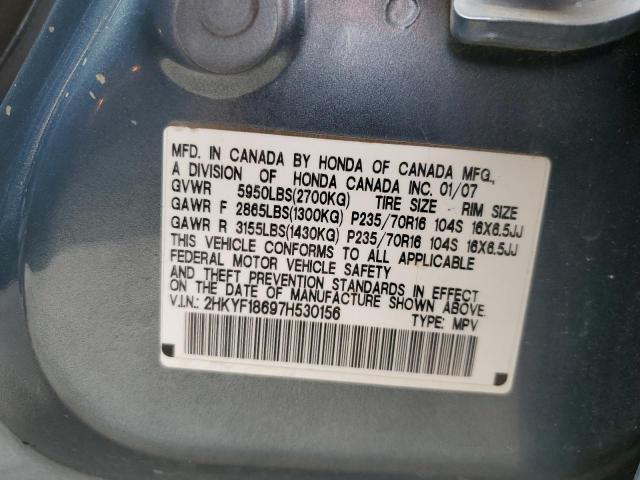 MFD. IN CANADA BY HONDA OF CANADA MFG.,
A DIVISION OF HONDA CANADA INC. 01/07
GVWR 5950LBS(2700KG) TIRE SIZE RIM SIZE
GAWR F 2865LBS(1300KG) P235/70R16 104S 16X6.5JJ
GAWR R 3155LBS(1430KG) P235/70R16 104S 16X6.5JJ
THIS VEHICLE CONFORMS TO ALL APPLICABLE
FEDERAL MOTOR VEHICLE SAFETY
AND THEFT PREVENTION STANDARDS IN EFFECT
ON THE DATE OF MANUFACTURE SHOWN ABOVE.
V.I.N.: 2HKYF18697H530156 TYPE: MPV